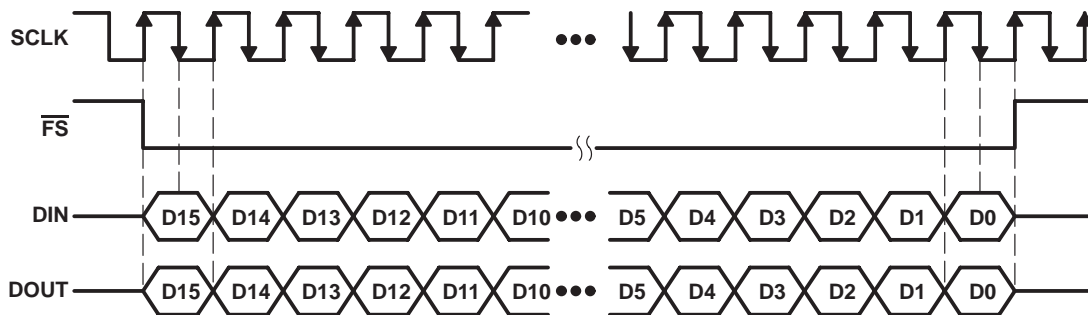 SCLK •••
FS
DIN D15 D14 D13 D12 D11 D10 ••• D5 D4 D3 D2 D1 D0
DOUT D15 D14 D13 D12 D11 D10 ••• D5 D4 D3 D2 D1 D0